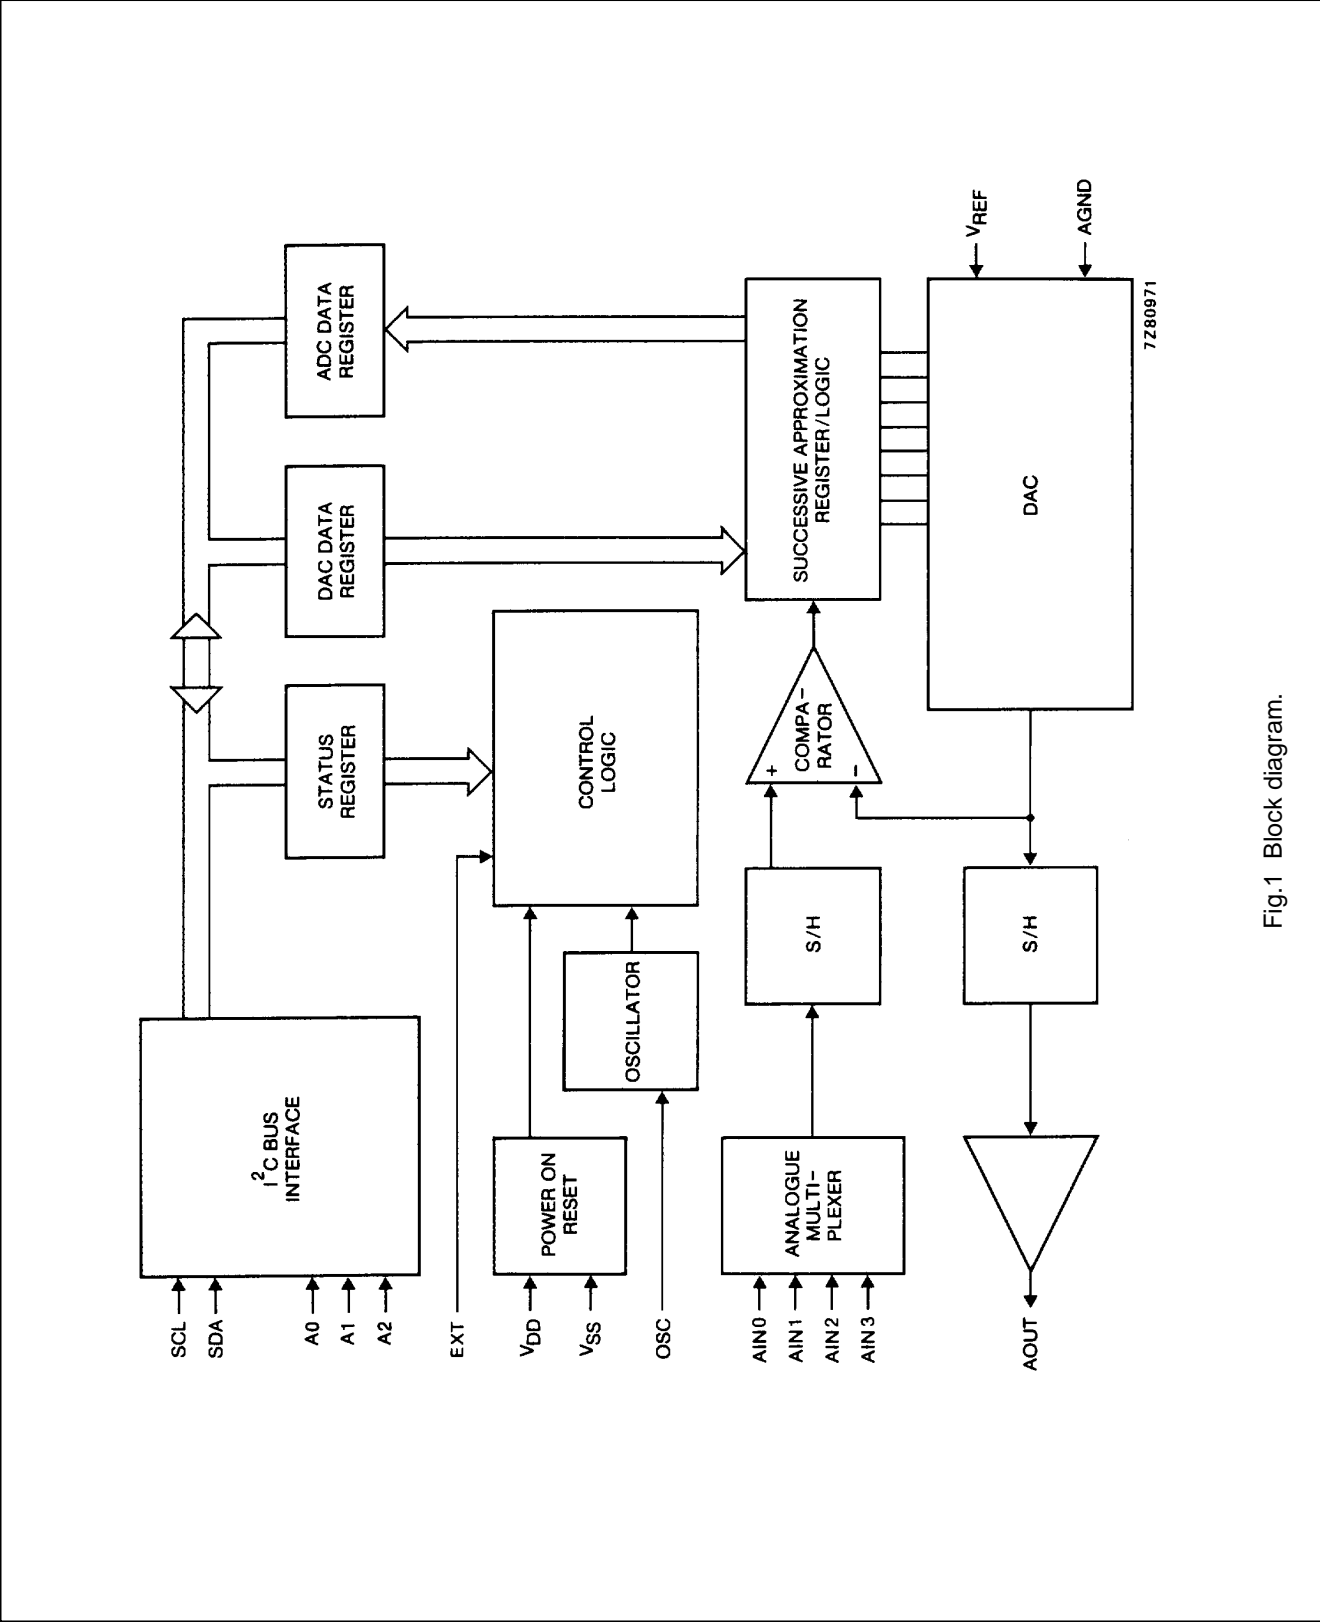 SCL
SDA
A0
A1
A2
I²C BUS
INTERFACE
STATUS
REGISTER
DAC DATA
REGISTER
ADC DATA
REGISTER
EXT
VDD
VSS
OSC
POWER ON
RESET
OSCILLATOR
CONTROL
LOGIC
AIN0
AIN1
AIN2
AIN3
ANALOGUE
MULTI-
PLEXER
S/H
+
-
COMPA-
RATOR
SUCCESSIVE APPROXIMATION
REGISTER/LOGIC
AOUT
S/H
DAC
VREF
AGND
7Z80971
Fig.1 Block diagram.